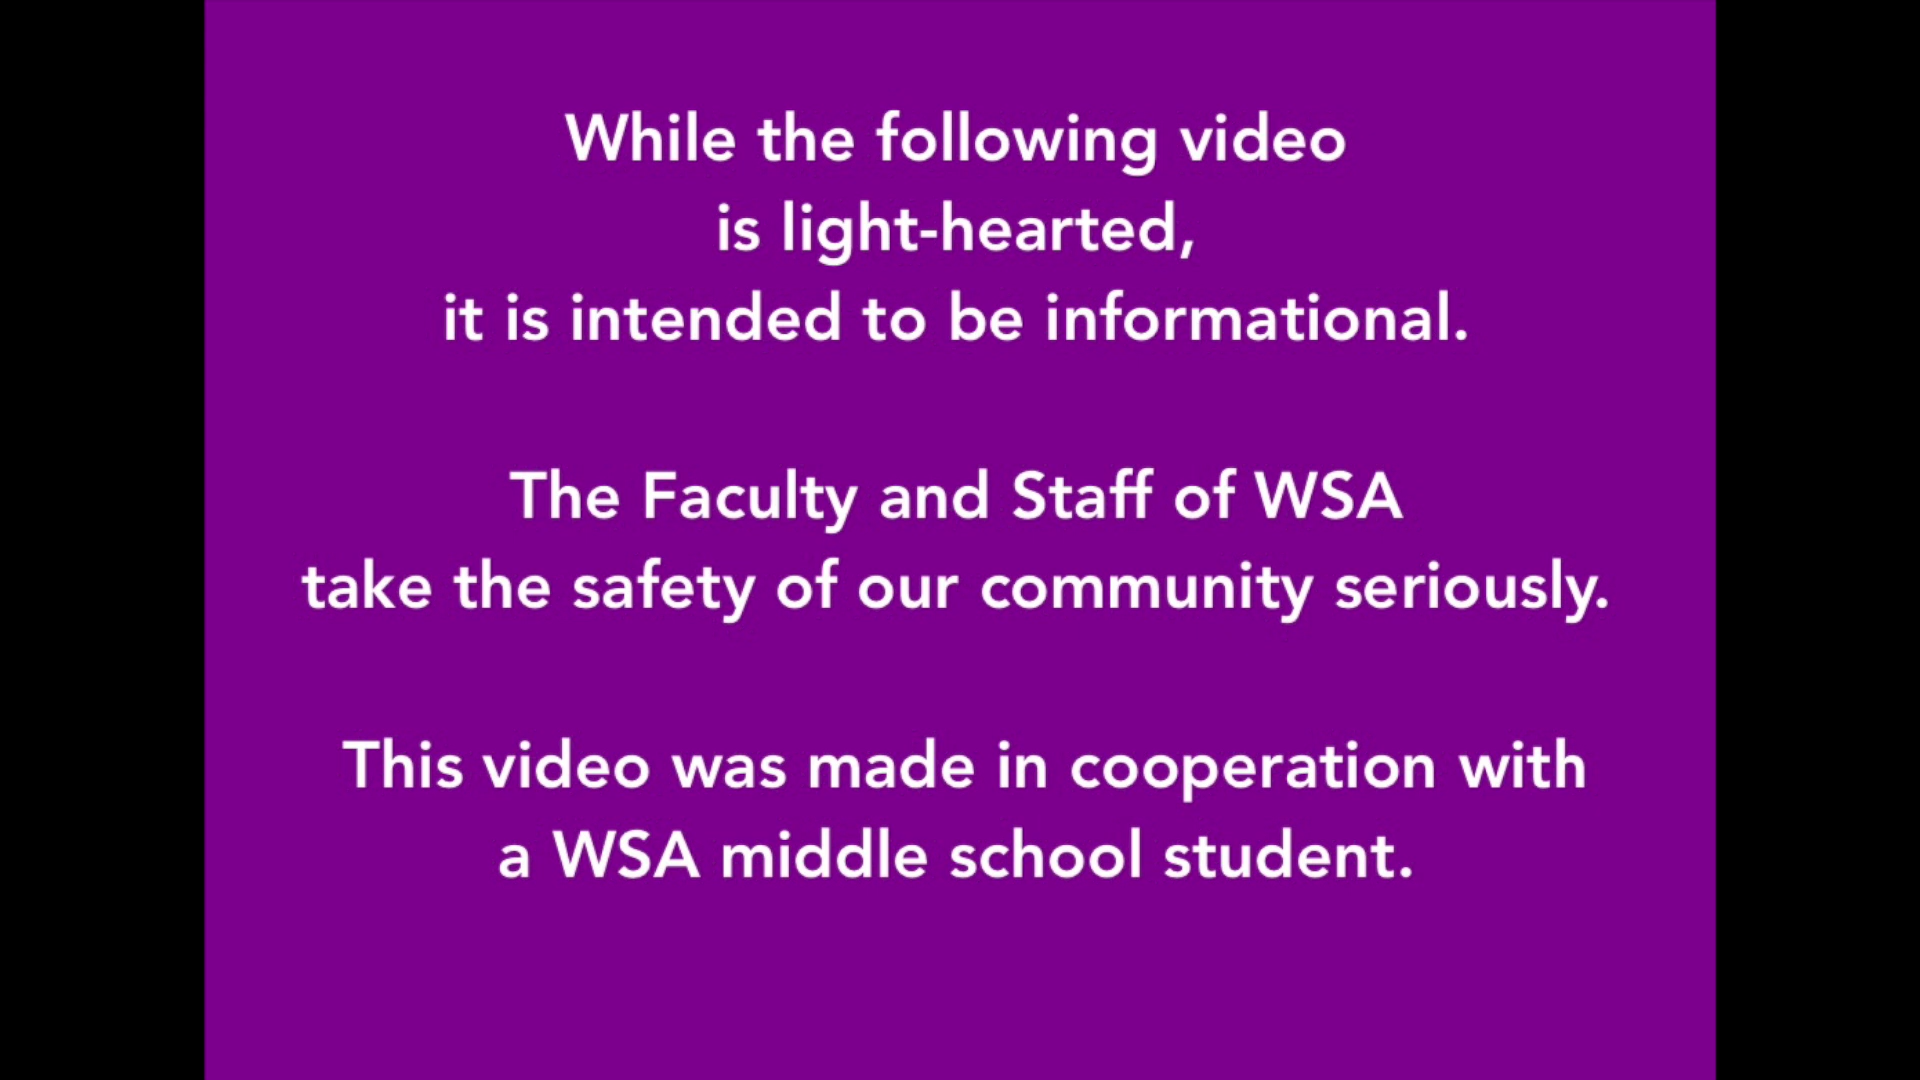 While the following video
is light-hearted,
it is intended to be informational.
The Faculty and Staff of WSA
take the safety of our community seriously.
This video was made in cooperation with
a WSA middle school student.